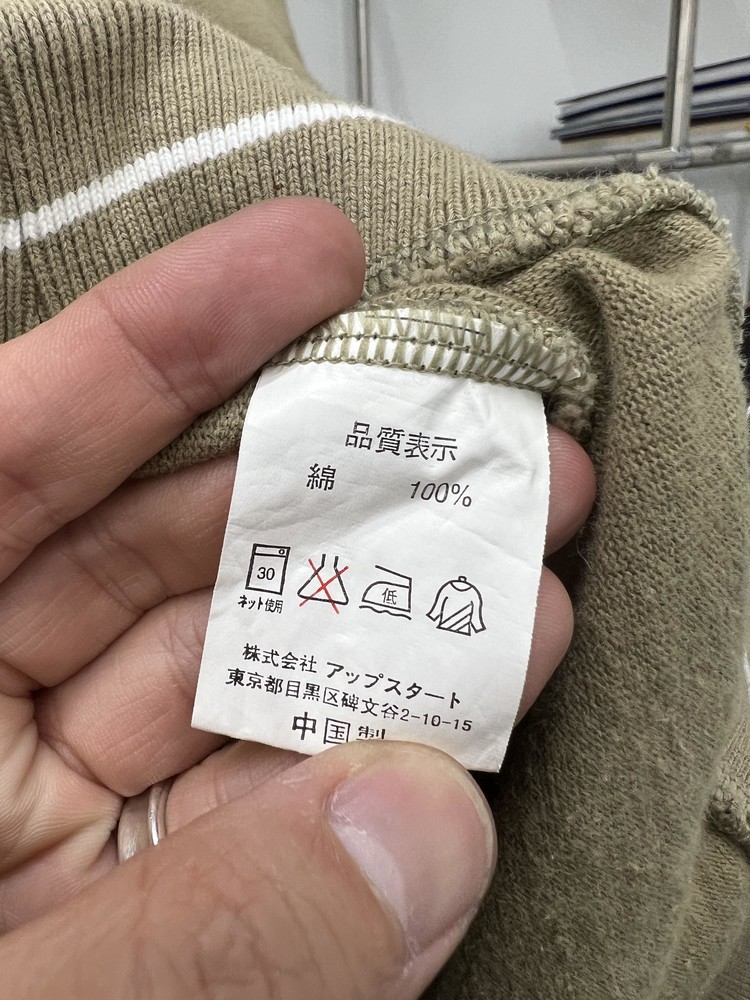 品質表示
綿 100%
30 低
ネット使用
株式会社 アップスタート
東京都目黒区碑文谷2-10-15
中国製